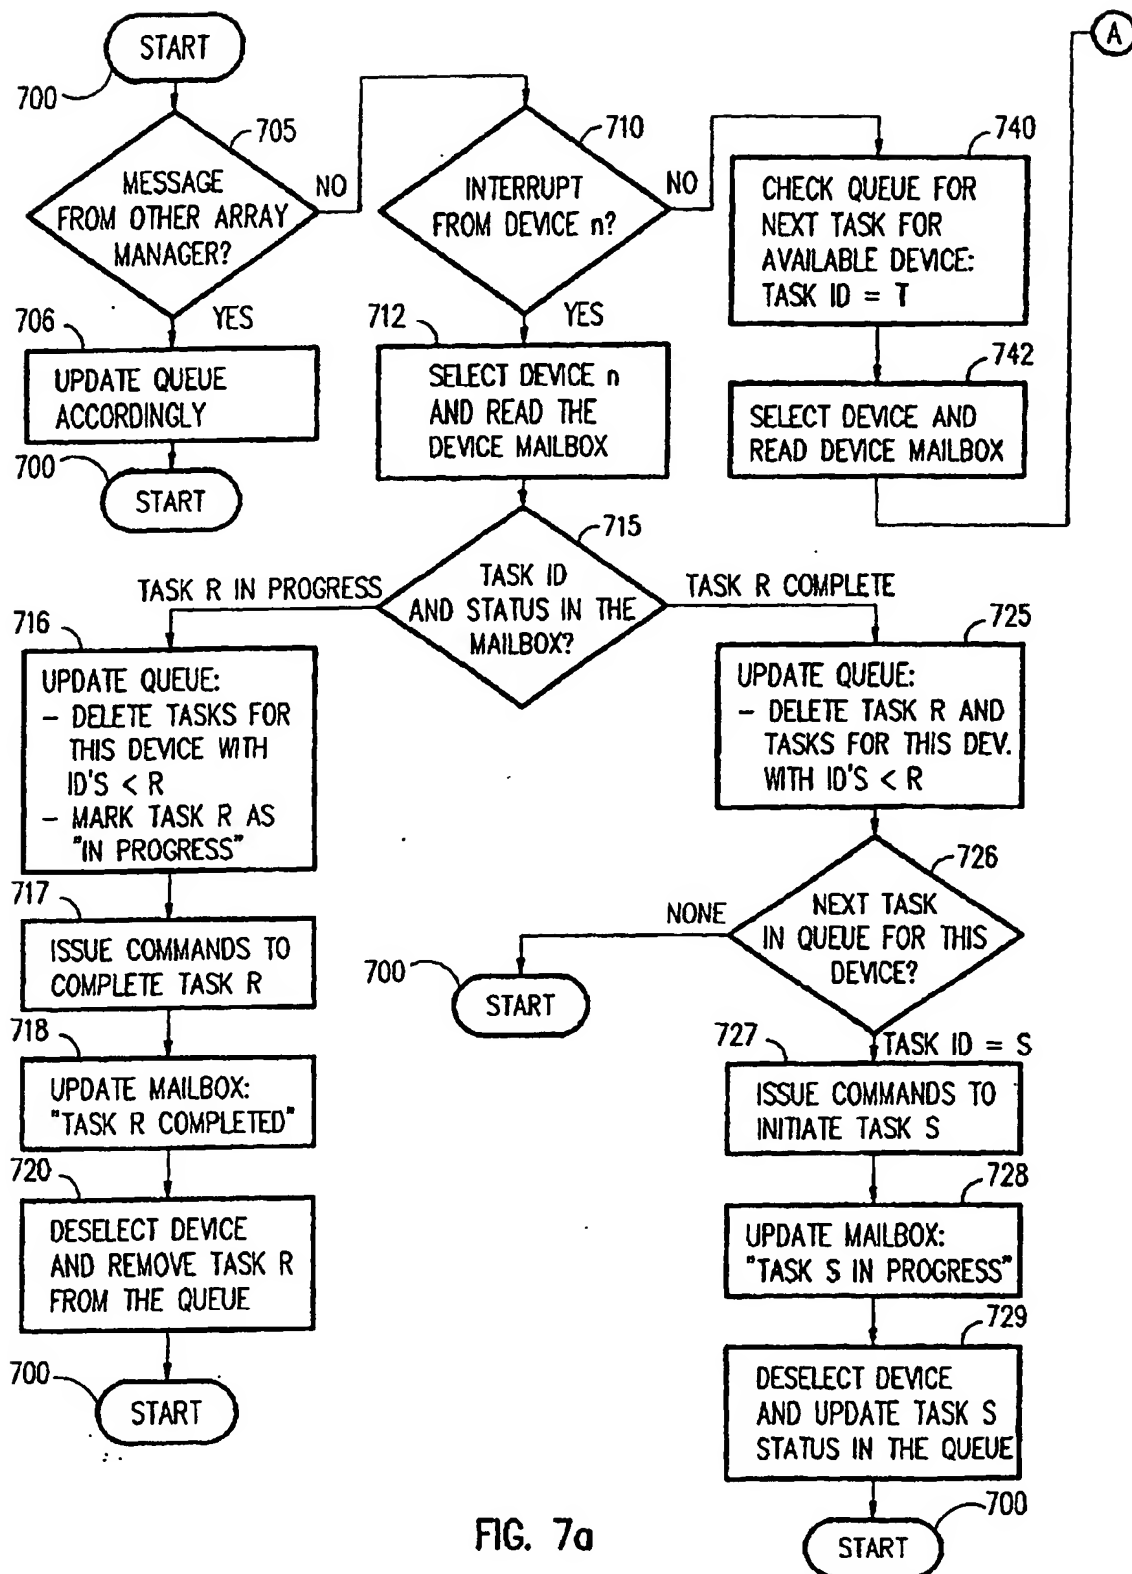 START
A
700
705
MESSAGE
FROM OTHER ARRAY
MANAGER?
NO
YES
710
INTERRUPT
FROM DEVICE n?
NO
YES
740
CHECK QUEUE FOR
NEXT TASK FOR
AVAILABLE DEVICE:
TASK ID = T
706
UPDATE QUEUE
ACCORDINGLY
700
START
712
SELECT DEVICE n
AND READ THE
DEVICE MAILBOX
742
SELECT DEVICE AND
READ DEVICE MAILBOX
715
TASK ID
AND STATUS IN THE
MAILBOX?
TASK R IN PROGRESS
TASK R COMPLETE
716
UPDATE QUEUE:
– DELETE TASKS FOR
THIS DEVICE WITH
ID'S < R
– MARK TASK R AS
"IN PROGRESS"
717
ISSUE COMMANDS TO
COMPLETE TASK R
718
UPDATE MAILBOX:
"TASK R COMPLETED"
720
DESELECT DEVICE
AND REMOVE TASK R
FROM THE QUEUE
700
START
725
UPDATE QUEUE:
– DELETE TASK R AND
TASKS FOR THIS DEV.
WITH ID'S < R
726
NEXT TASK
IN QUEUE FOR THIS
DEVICE?
NONE
700
START
TASK ID = S
727
ISSUE COMMANDS TO
INITIATE TASK S
728
UPDATE MAILBOX:
"TASK S IN PROGRESS"
729
DESELECT DEVICE
AND UPDATE TASK S
STATUS IN THE QUEUE
700
START
FIG. 7a